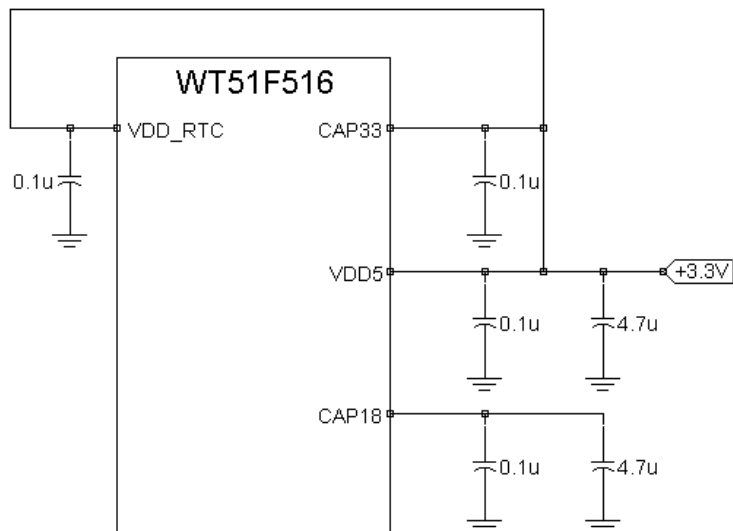 WT51F516
VDD_RTC
CAP33
0.1u
0.1u
VDD5
+3.3V
0.1u
4.7u
CAP18
0.1u
4.7u